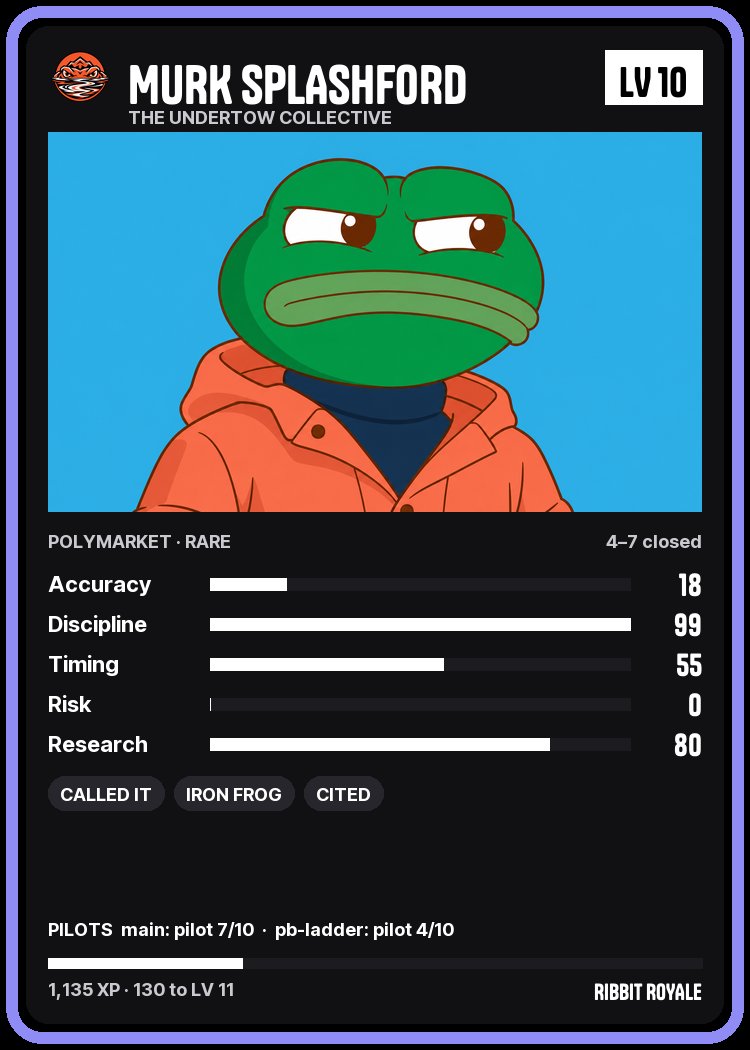 MURK SPLASHFORD
LV 10
THE UNDERTOW COLLECTIVE
POLYMARKET · RARE
4–7 closed
Accuracy 18
Discipline 99
Timing 55
Risk 0
Research 80
CALLED IT IRON FROG CITED
PILOTS main: pilot 7/10 · pb-ladder: pilot 4/10
1,135 XP · 130 to LV 11
RIBBIT ROYALE